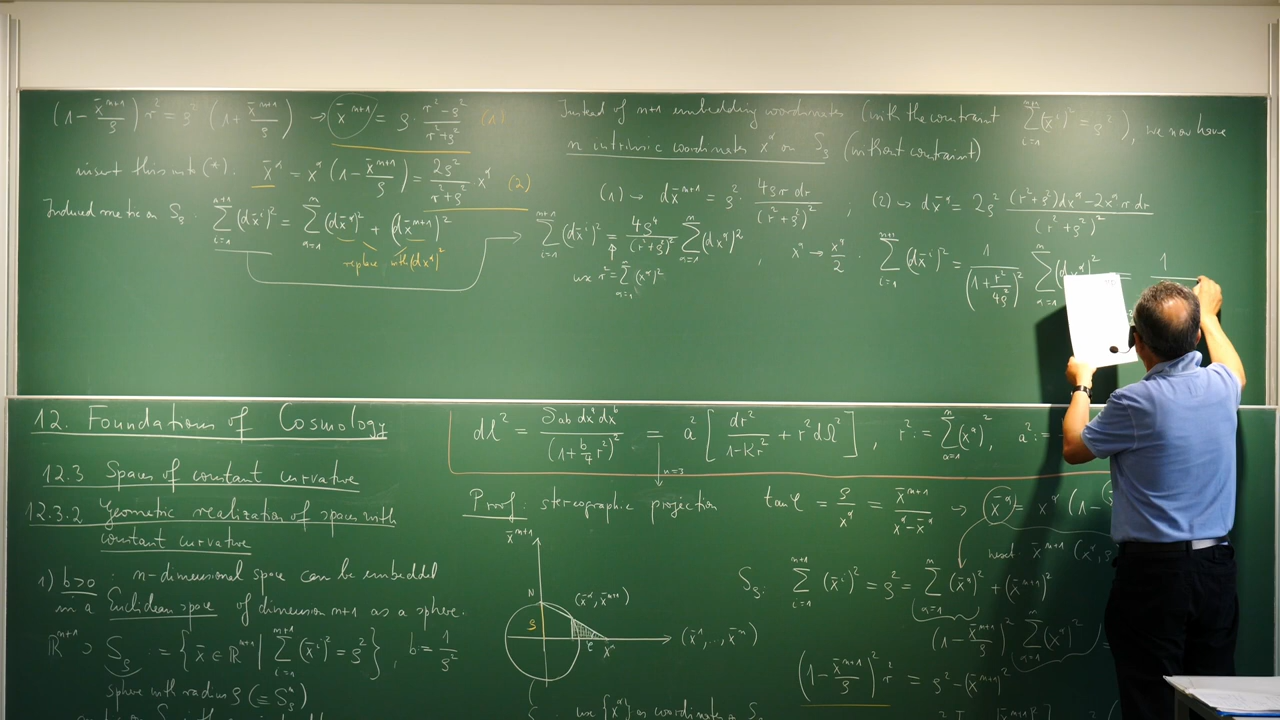 (1 - x̄^{n+1}/ρ) r² = ρ² (1 + x̄^{n+1}/ρ) → x̄^{n+1} = ρ · (r² - ρ²)/(r² + ρ²) (1)
insert this into (*). x̄^a = x^a (1 - x̄^{n+1}/ρ) = 2ρ²/(r² + ρ²) · x^a (2)
Induced metric on S_ρ: Σ_{i=1}^{n+1} (dx̄^i)² = Σ_{a=1}^{n} (dx̄^a)² + (dx̄^{n+1})²
replace with (dx^a)²
Instead of n+1 embedding coordinates (with the constraint Σ_{i=1}^{n+1} (x̄^i)² = ρ²), we now have
n intrinsic coordinates x^a on S_ρ (without constraint)
(1) → dx̄^{n+1} = ρ² · 4ρ r dr/(r² + ρ²)² ; (2) → dx̄^a = 2ρ² ((r² + ρ²) dx^a - 2x^a r dr)/(r² + ρ²)²
Σ_{i=1}^{n+1} (dx̄^i)² = 4ρ⁴/(r² + ρ²)² Σ_{a=1}^{n} (dx^a)² , x^a → x^a/2 . Σ_{i=1}^{n+1} (dx̄^i)² = 1/(1 + r²/4ρ²)² Σ_{a=1}^{n} (dx^a)² = 1
use r² = Σ_{a=1}^{n} (x^a)²
12. Foundations of Cosmology
12.3 Spaces of constant curvature
12.3.2 Geometric realization of spaces with
constant curvature
1) b>0 : n-dimensional space can be embedded
in a Euclidean space of dimension n+1 as a sphere.
ℝ^{n+1} ⊃ S_ρ := {x̄ ∈ ℝ^{n+1} | Σ_{i=1}^{n+1} (x̄^i)² = ρ²}, b = 1/ρ²
sphere with radius ρ (≡ S_ρ^n)
dl² = δ_{ab} dx^a dx^b/(1 + b/4 r²)² = a² [dr²/(1 - Kr²) + r² dΩ²] , r² := Σ_{a=1}^{n} (x^a)², a² :=
n=3
Proof: stereographic projection tan φ = ρ/x^a = x̄^{n+1}/(x^a - x̄^a) → x̄^a = x^a (1 -
x̄^{n+1}
N
(x̄^a, x̄^{n+1})
ρ
φ
x^a
(x̄^1, .., x̄^n)
S_ρ: Σ_{i=1}^{n+1} (x̄^i)² = ρ² = Σ_{a=1}^{n} (x̄^a)² + (x̄^{n+1})²
(1 - x̄^{n+1}/ρ)² Σ_{a=1}^{n} (x^a)²
(1 - x̄^{n+1}/ρ)² r² = ρ² - (x̄^{n+1})²
use {x^a} as coordinates on S_ρ